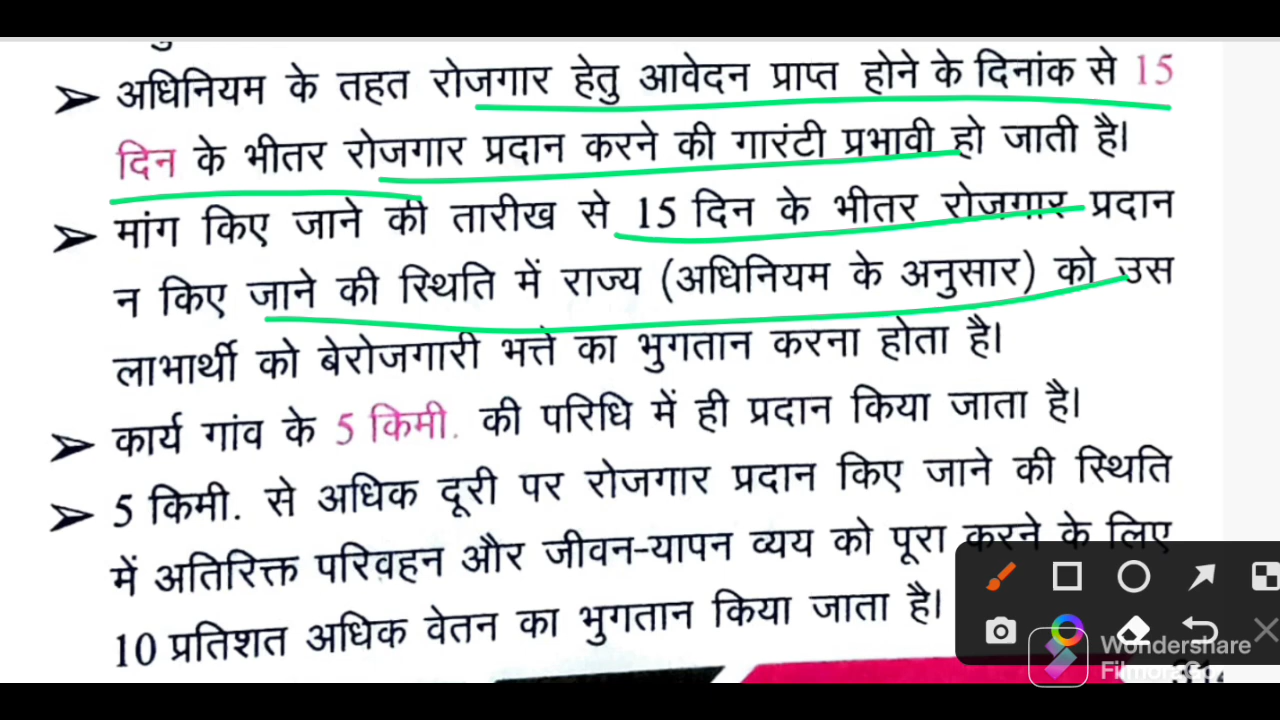 ➤ अधिनियम के तहत रोजगार हेतु आवेदन प्राप्त होने के दिनांक से 15
दिन के भीतर रोजगार प्रदान करने की गारंटी प्रभावी हो जाती है।
➤ मांग किए जाने की तारीख से 15 दिन के भीतर रोजगार प्रदान
न किए जाने की स्थिति में राज्य (अधिनियम के अनुसार) को उस
लाभार्थी को बेरोजगारी भत्ते का भुगतान करना होता है।
➤ कार्य गांव के 5 किमी. की परिधि में ही प्रदान किया जाता है।
➤ 5 किमी. से अधिक दूरी पर रोजगार प्रदान किए जाने की स्थिति
में अतिरिक्त परिवहन और जीवन-यापन व्यय को पूरा करने के लिए
10 प्रतिशत अधिक वेतन का भुगतान किया जाता है।
Wondershare
FilmoraGo